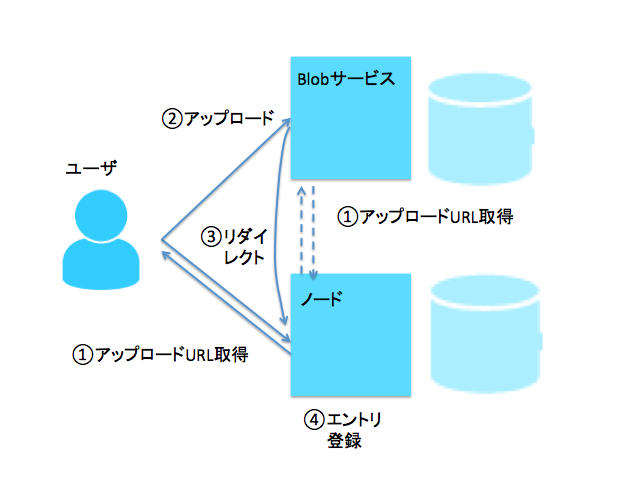 Blobサービス
②アップロード
ユーザ
①アップロードURL取得
③リダイ
レクト
ノード
①アップロードURL取得
④エントリ
登録